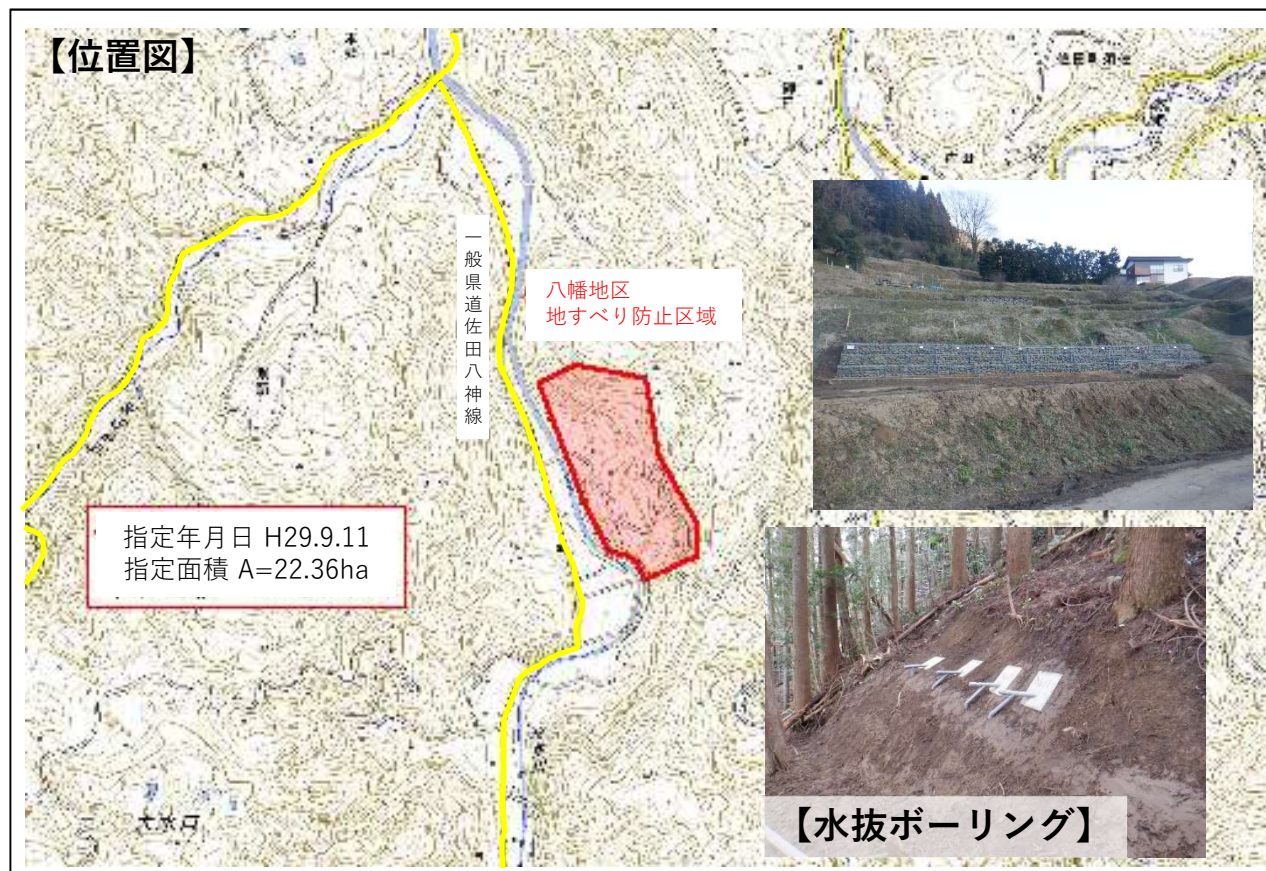 【位置図】
一般県道佐田八神線
八幡地区
地すべり防止区域
指定年月日 H29.9.11
指定面積 A=22.36ha
【水抜ボーリング】